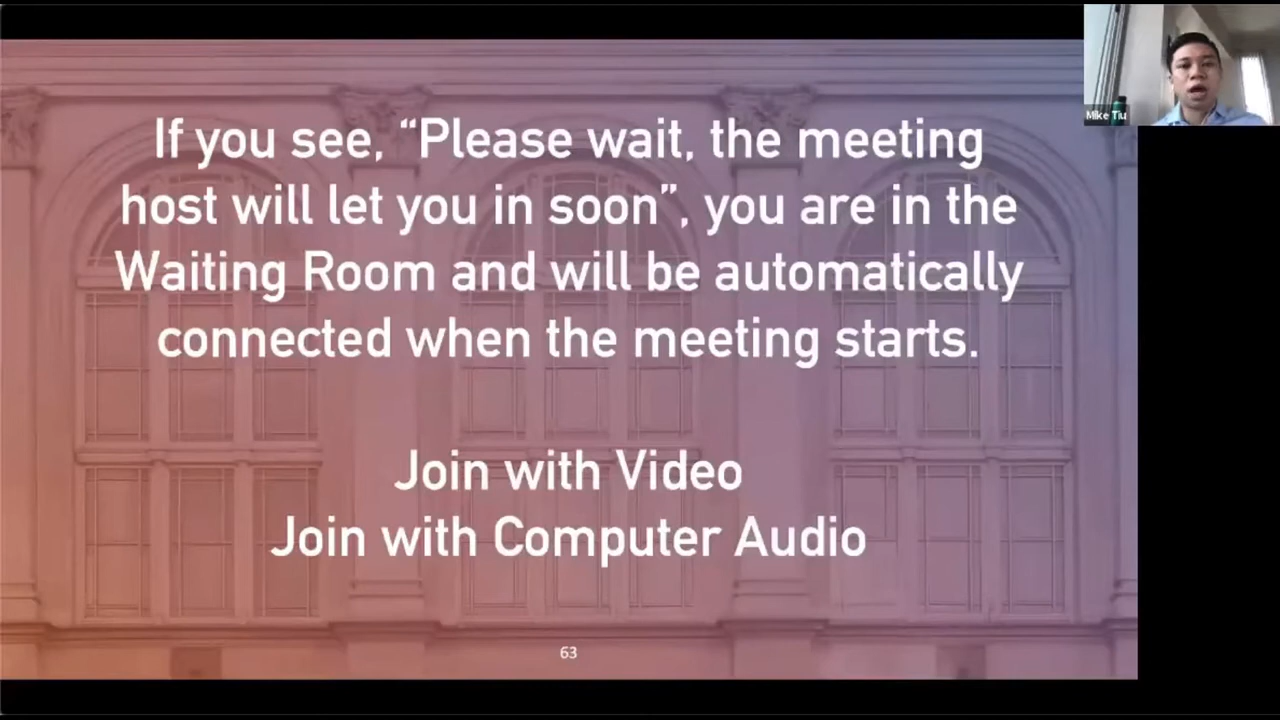 If you see, “Please wait, the meeting
host will let you in soon”, you are in the
Waiting Room and will be automatically
connected when the meeting starts.
Join with Video
Join with Computer Audio
63
Mike Tiu